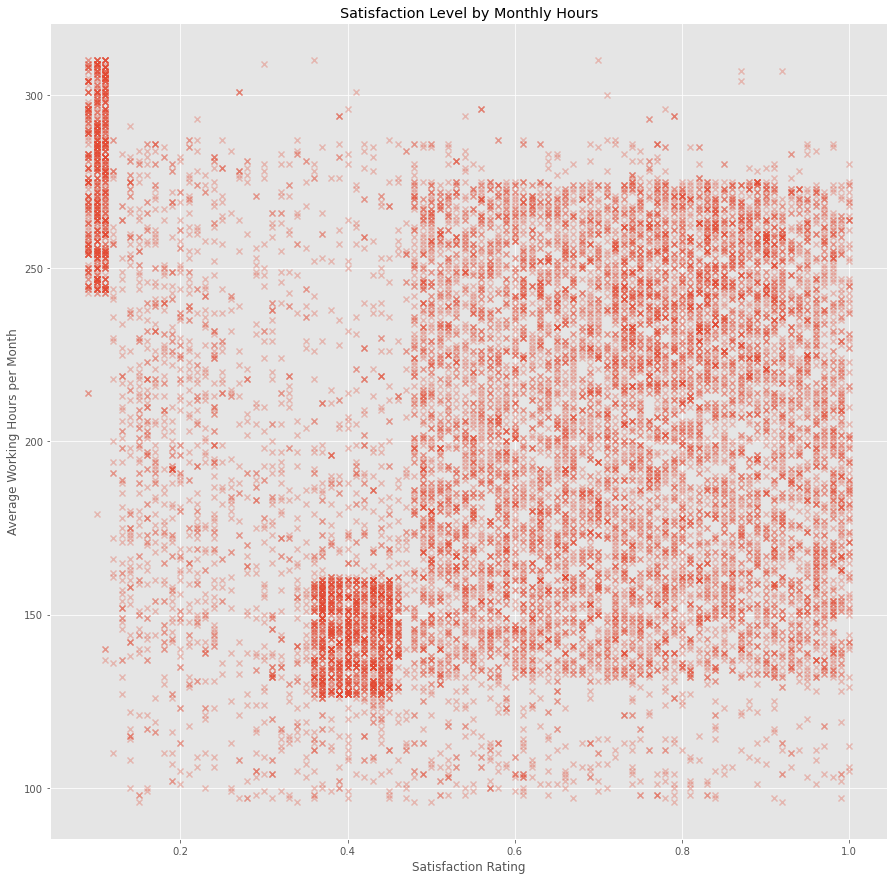 Satisfaction Level by Monthly Hours
300
250
200
150
100
Average Working Hours per Month
0.2 0.4 0.6 0.8 1.0
Satisfaction Rating